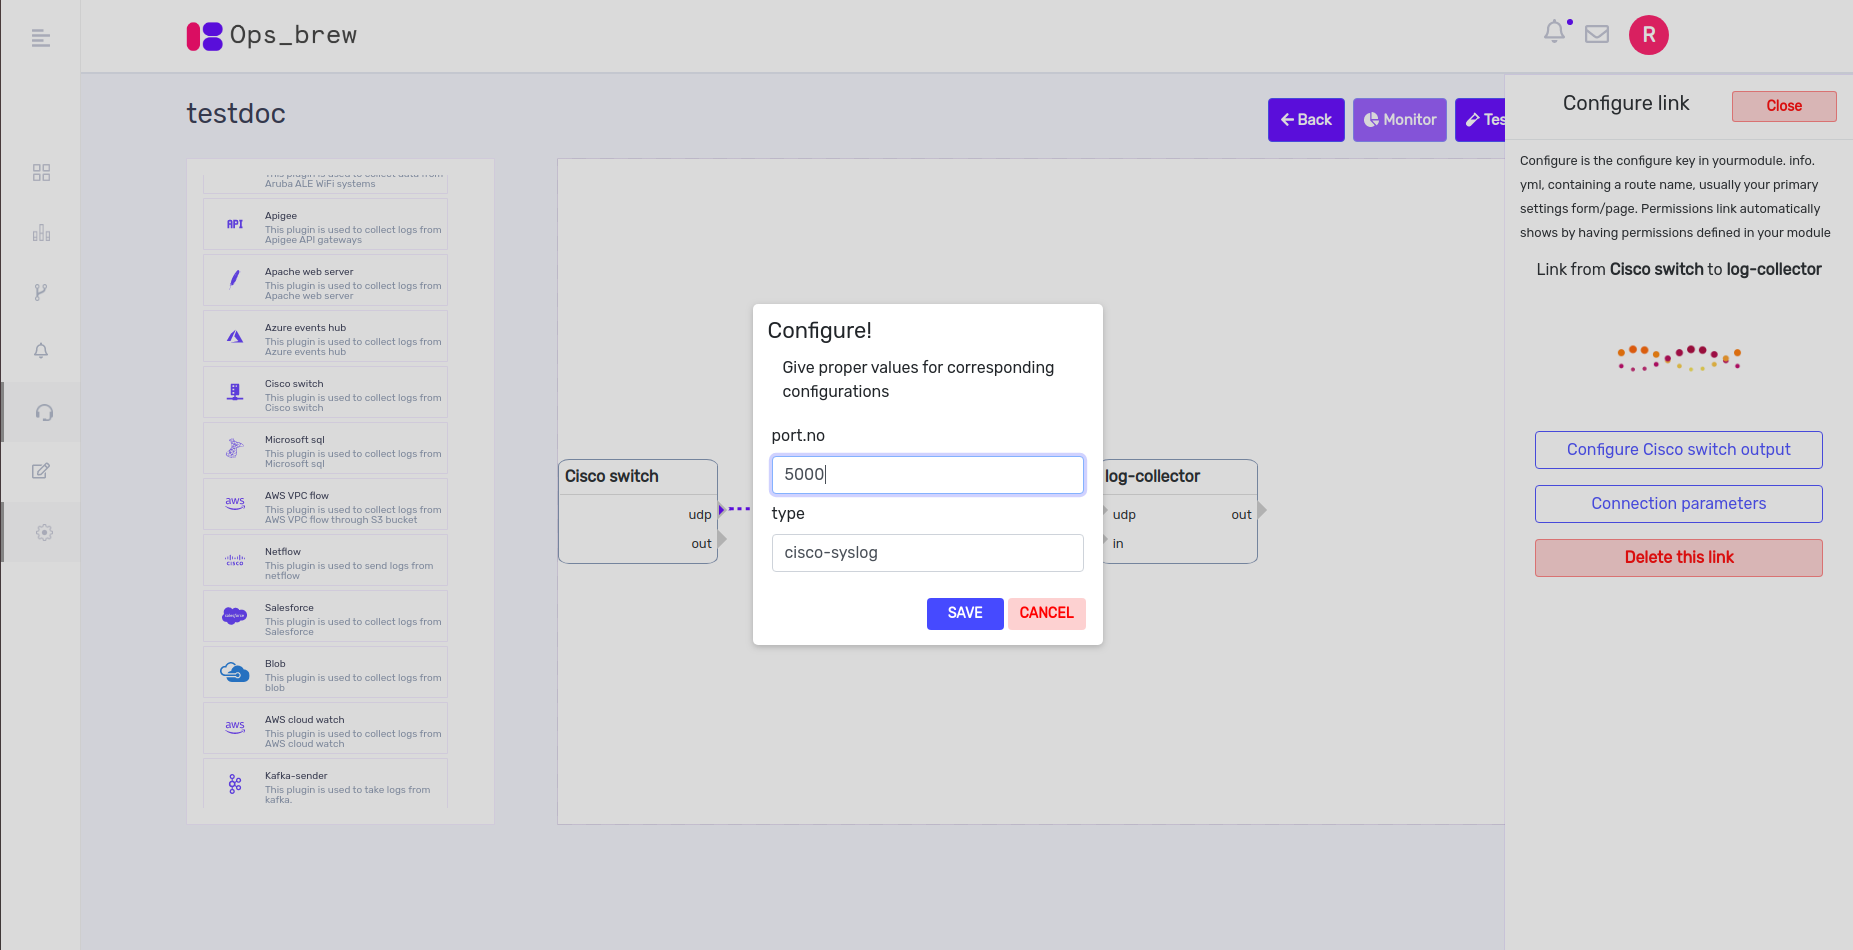 Ops_brew
R
testdoc
Back
Monitor
Tes
Configure link
Close
Configure is the configure key in yourmodule. info.
yml, containing a route name, usually your primary
settings form/page. Permissions link automatically
shows by having permissions defined in your module
Link from Cisco switch to log-collector
Configure Cisco switch output
Connection parameters
Delete this link
This plugin is used to collect data from
Aruba ALE WiFi systems
API
Apigee
This plugin is used to collect logs from
Apigee API gateways
Apache web server
This plugin is used to collect logs from
Apache web server
Azure events hub
This plugin is used to collect logs from
Azure events hub
Cisco switch
This plugin is used to collect logs from
Cisco switch
Microsoft sql
This plugin is used to collect logs from
Microsoft sql
aws
AWS VPC flow
This plugin is used to collect logs from
AWS VPC flow through S3 bucket
CISCO
Netflow
This plugin is used to send logs from
netflow
salesforce
Salesforce
This plugin is used to collect logs from
Salesforce
Blob
This plugin is used to collect logs from
blob
aws
AWS cloud watch
This plugin is used to collect logs from
AWS cloud watch
Kafka-sender
This plugin is used to take logs from
kafka.
Cisco switch
udp
out
Configure!
Give proper values for corresponding
configurations
port.no
5000
type
cisco-syslog
SAVE
CANCEL
log-collector
udp
out
in